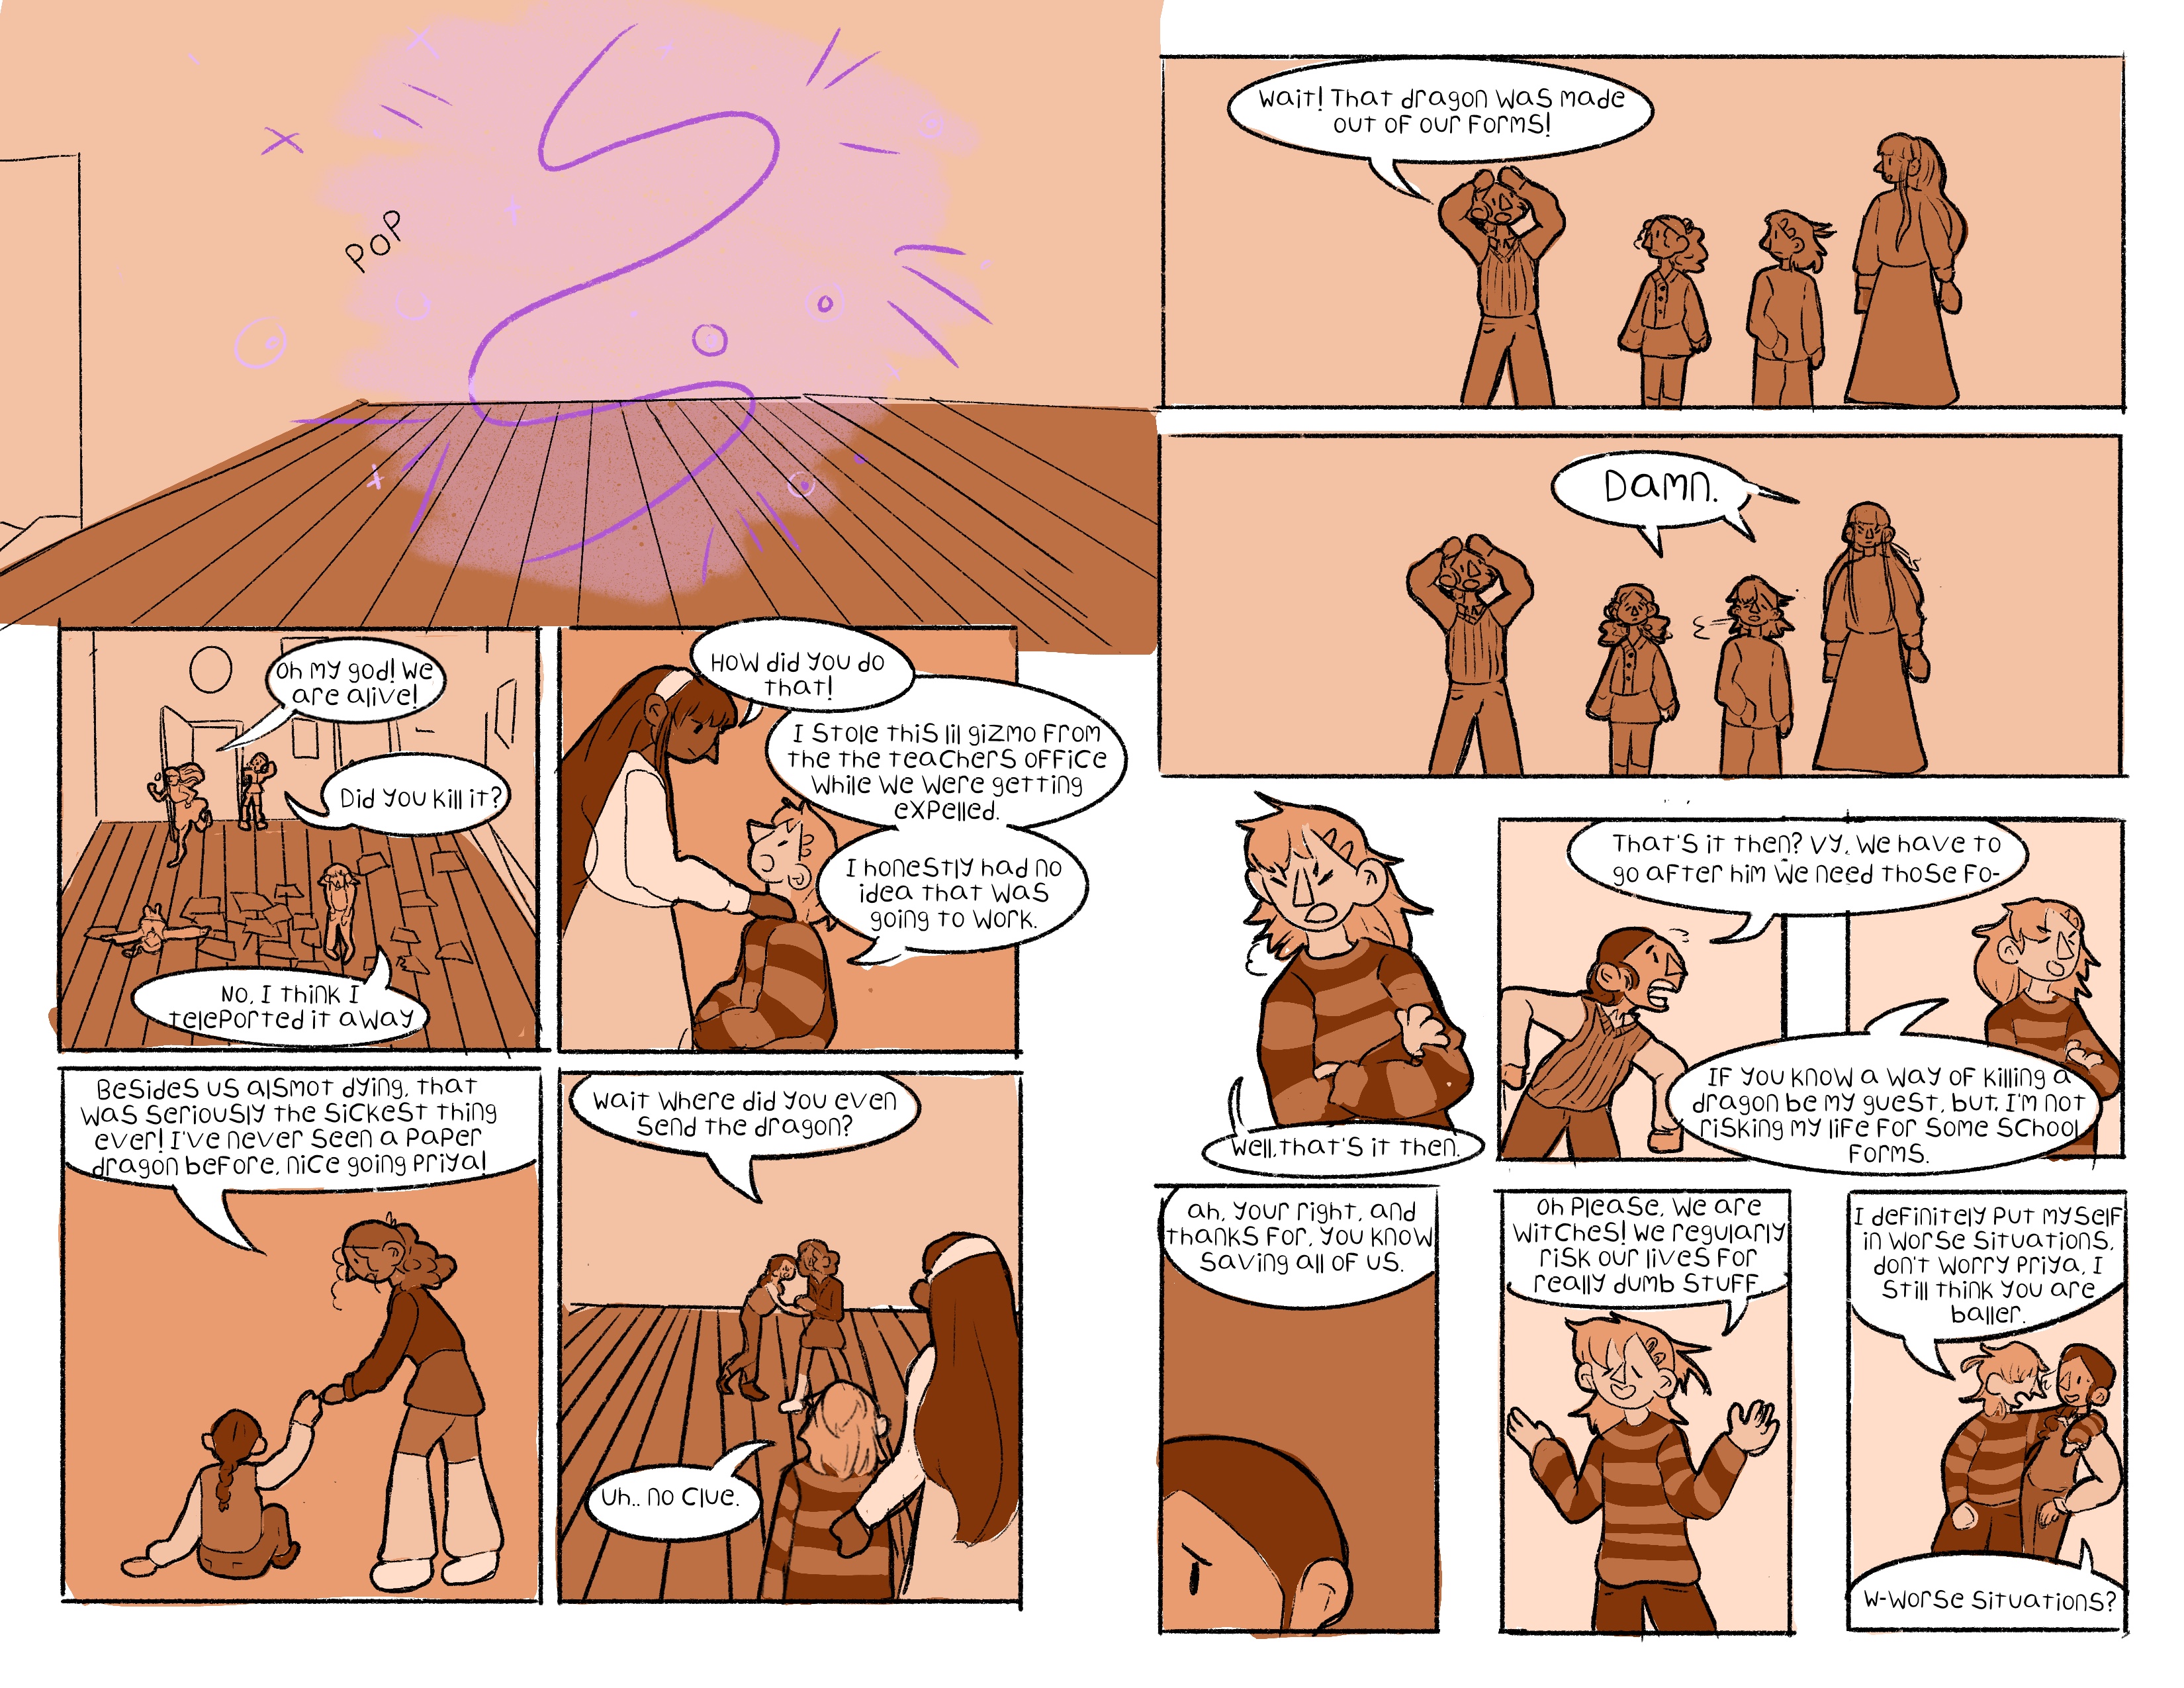 POP
Oh my god! We
are alive!
Did you kill it?
No, I think I
teleported it away
How did you do
that!
I stole this lil gizmo from
the the teachers office
while we were getting
expelled.
I honestly had no
idea that was
going to work.
Besides us alsmot dying, that
was seriously the sickest thing
ever! I've never seen a paper
dragon before, nice going Priya!
Wait where did you even
send the dragon?
Uh.. no clue.
Wait! That dragon was made
out of our forms!
Damn.
Well, that's it then.
That's it then? Vy, we have to
go after him we need those fo-
If you know a way of killing a
dragon be my guest, but, I'm not
risking my life for some school
forms.
ah, your right, and
thanks for, you know
saving all of us.
Oh please, we are
witches! We regularly
risk our lives for
really dumb stuff.
I definitely put myself
in worse situations,
don't worry Priya, I
still think you are
baller.
W-worse situations?